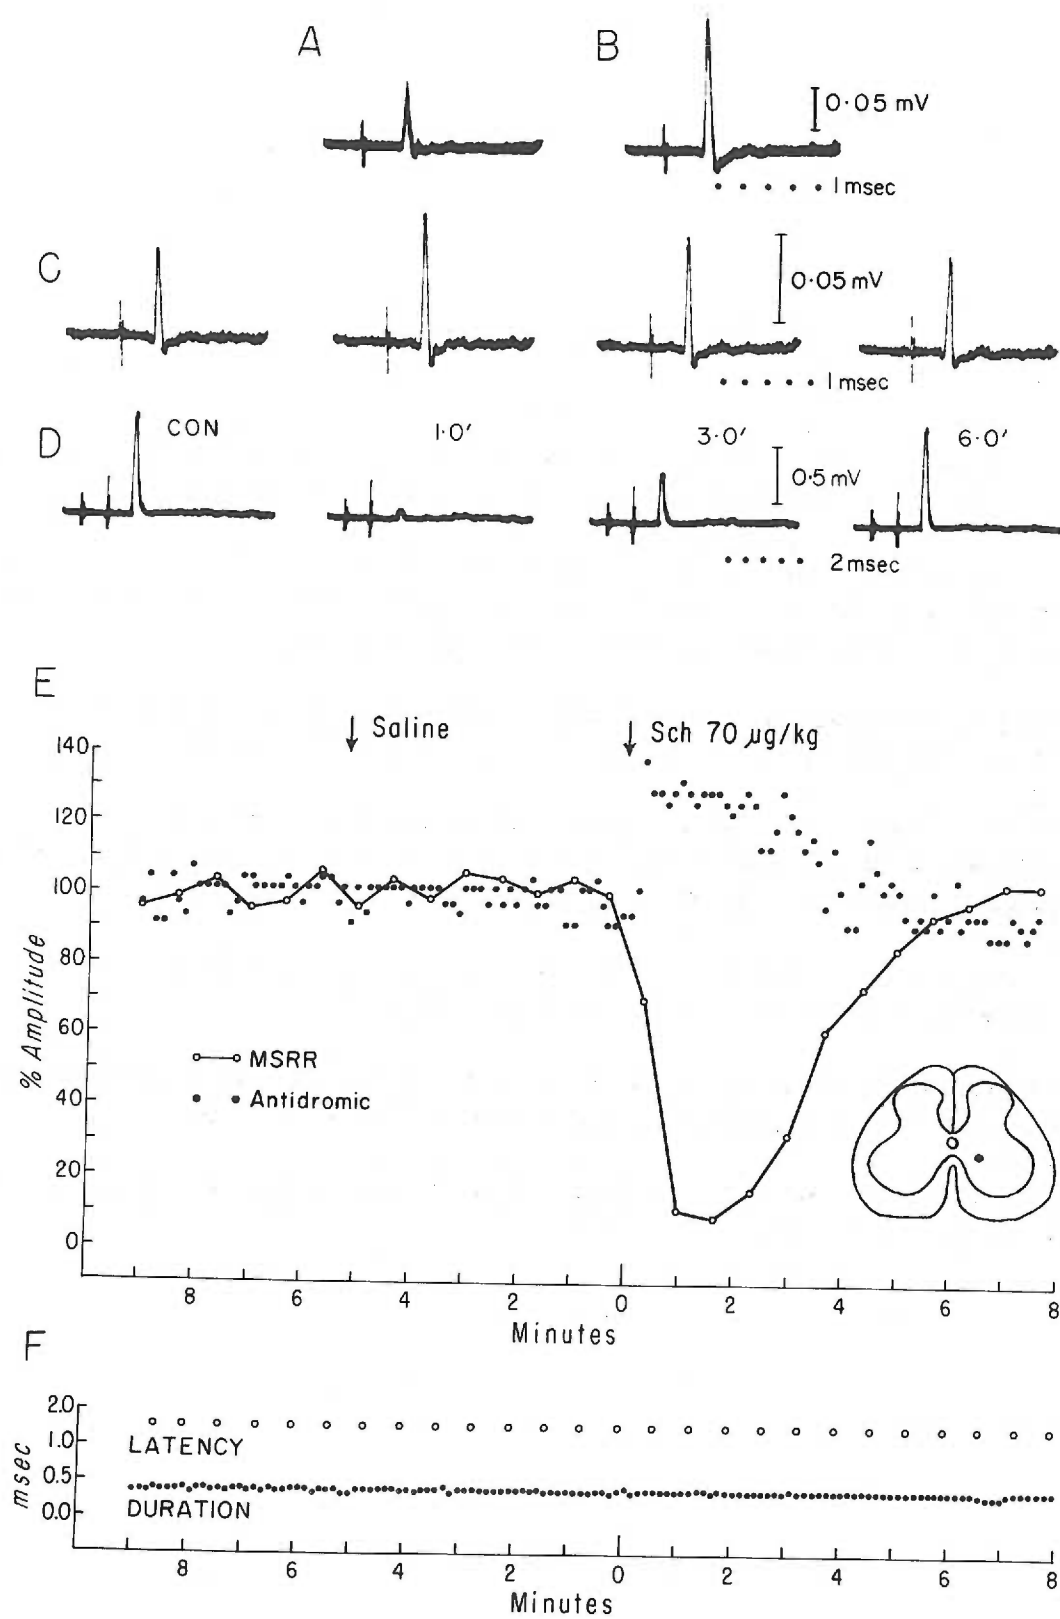 A
B
0·05 mV
1 msec
C
0·05 mV
1 msec
D
CON
1·0′
3·0′
6·0′
0·5 mV
2 msec
E
↓ Saline
↓ Sch 70 µg/kg
140
120
100
80
60
40
20
0
% Amplitude
MSRR
Antidromic
8 6 4 2 0 2 4 6 8
Minutes
F
2.0
1.0
0.5
0.0
msec
LATENCY
DURATION
8 6 4 2 0 2 4 6 8
Minutes